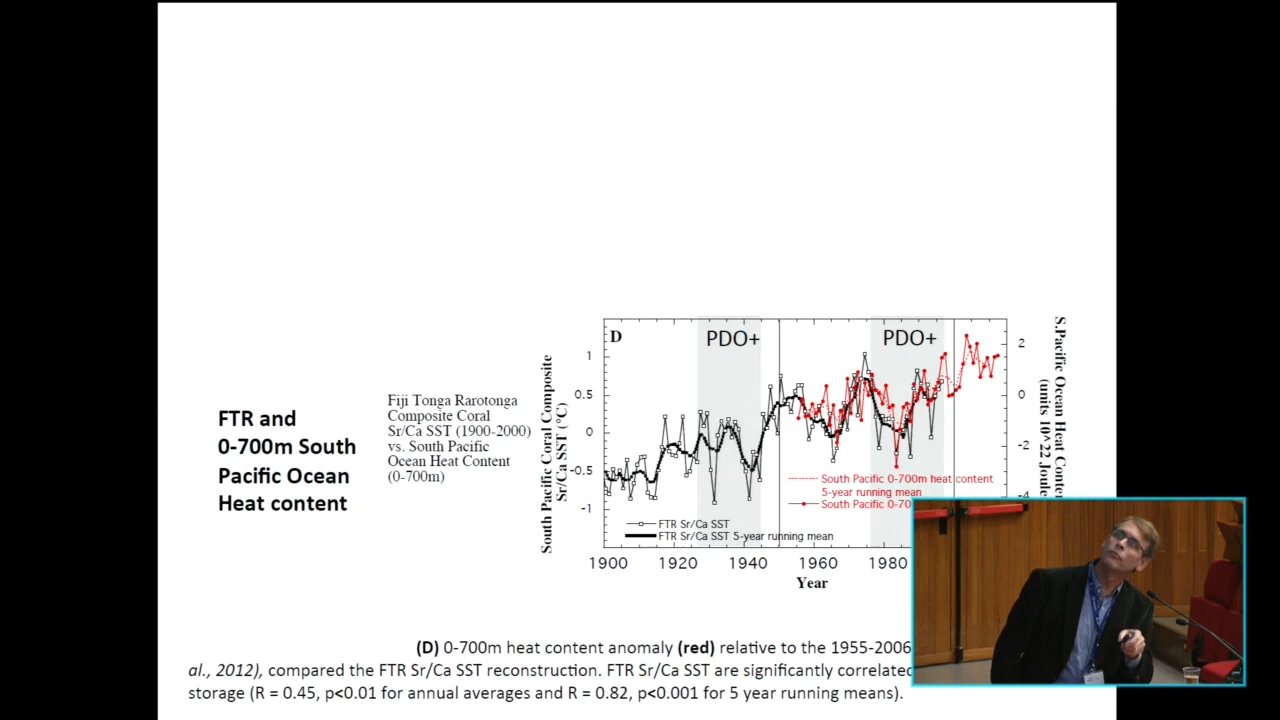 D
PDO+
PDO+
1
0.5
0
-0.5
-1
2
0
-2
-4
South Pacific Coral Composite
Sr/Ca SST (°C)
S.Pacific Ocean Heat
(units 10^22
FTR and
0-700m South
Pacific Ocean
Heat content
Fiji Tonga Rarotonga
Composite Coral
Sr/Ca SST (1900-2000)
vs. South Pacific
Ocean Heat Content
(0-700m)
South Pacific 0-700m heat content
5-year running mean
South Pacific
FTR Sr/Ca SST
FTR Sr/Ca SST 5-year running mean
1900 1920 1940 1960 1980
Year
(D) 0-700m heat content anomaly (red) relative to the 1955-2006
al., 2012), compared the FTR Sr/Ca SST reconstruction. FTR Sr/Ca SST are significantly correlated
storage (R = 0.45, p<0.01 for annual averages and R = 0.82, p<0.001 for 5 year running means).